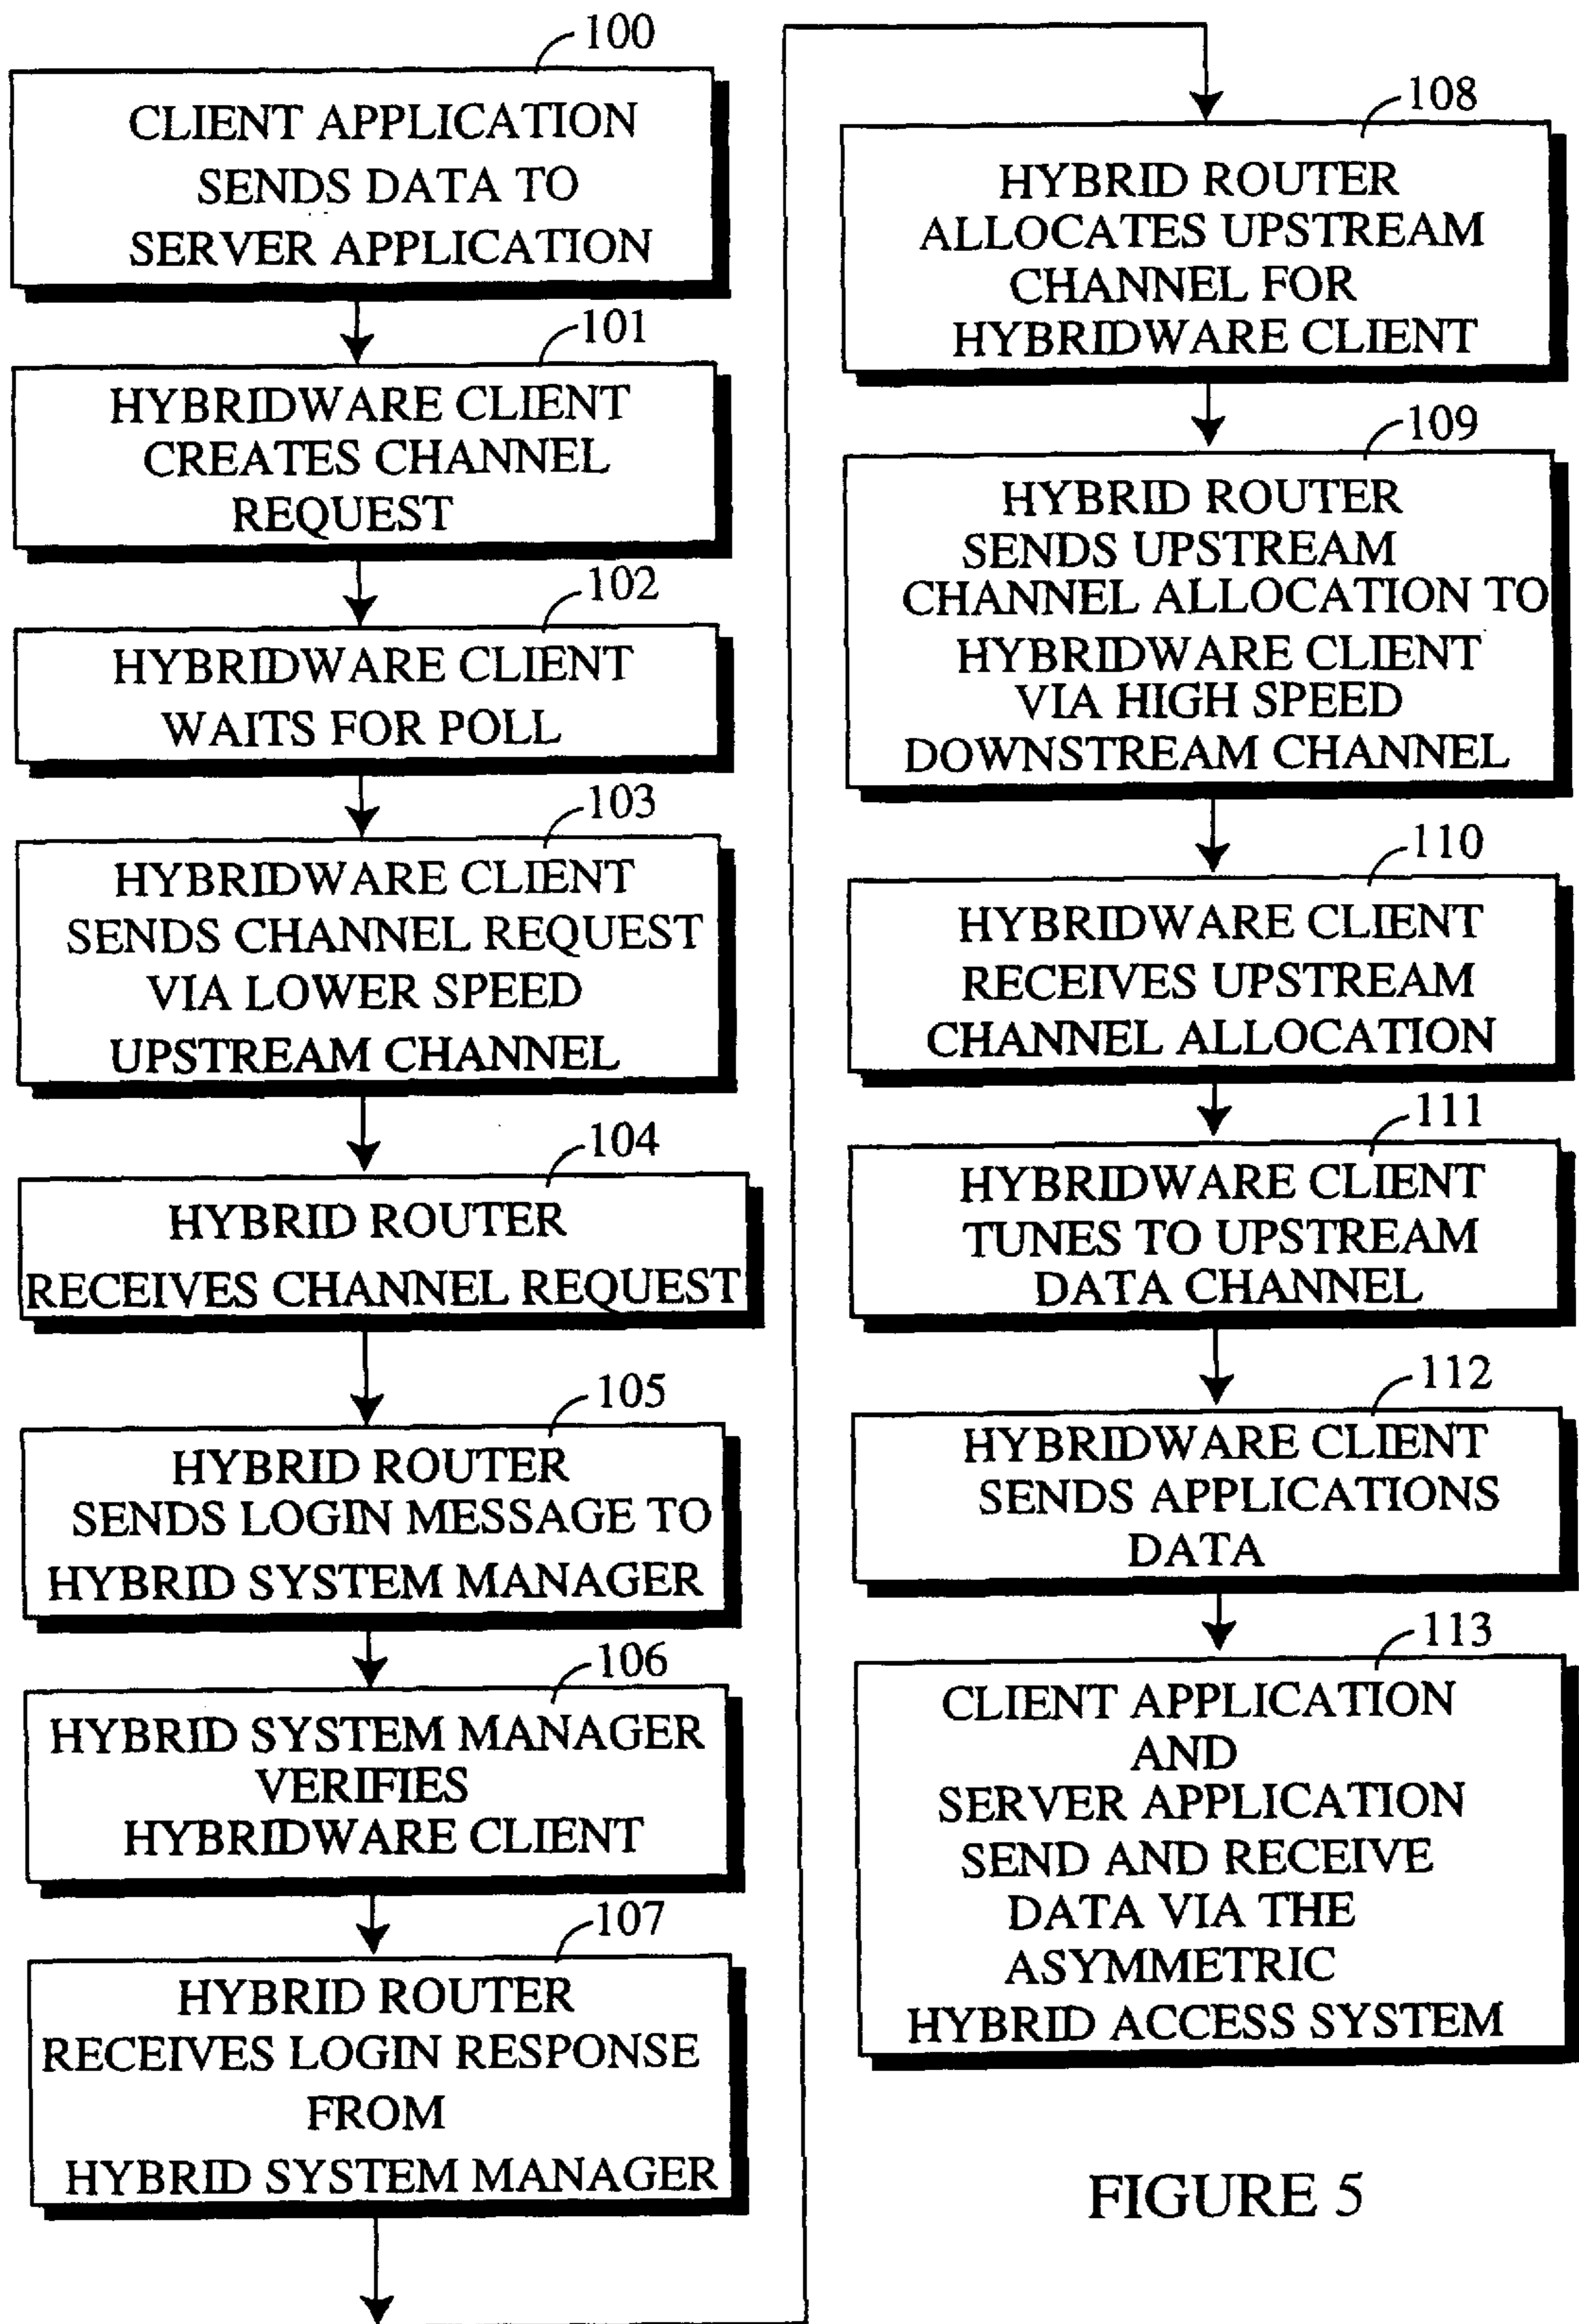 100
CLIENT APPLICATION
SENDS DATA TO
SERVER APPLICATION
101
HYBRIDWARE CLIENT
CREATES CHANNEL
REQUEST
102
HYBRIDWARE CLIENT
WAITS FOR POLL
103
HYBRIDWARE CLIENT
SENDS CHANNEL REQUEST
VIA LOWER SPEED
UPSTREAM CHANNEL
104
HYBRID ROUTER
RECEIVES CHANNEL REQUEST
105
HYBRID ROUTER
SENDS LOGIN MESSAGE TO
HYBRID SYSTEM MANAGER
106
HYBRID SYSTEM MANAGER
VERIFIES
HYBRIDWARE CLIENT
107
HYBRID ROUTER
RECEIVES LOGIN RESPONSE
FROM
HYBRID SYSTEM MANAGER
108
HYBRID ROUTER
ALLOCATES UPSTREAM
CHANNEL FOR
HYBRIDWARE CLIENT
109
HYBRID ROUTER
SENDS UPSTREAM
CHANNEL ALLOCATION TO
HYBRIDWARE CLIENT
VIA HIGH SPEED
DOWNSTREAM CHANNEL
110
HYBRIDWARE CLIENT
RECEIVES UPSTREAM
CHANNEL ALLOCATION
111
HYBRIDWARE CLIENT
TUNES TO UPSTREAM
DATA CHANNEL
112
HYBRIDWARE CLIENT
SENDS APPLICATIONS
DATA
113
CLIENT APPLICATION
AND
SERVER APPLICATION
SEND AND RECEIVE
DATA VIA THE
ASYMMETRIC
HYBRID ACCESS SYSTEM
FIGURE 5